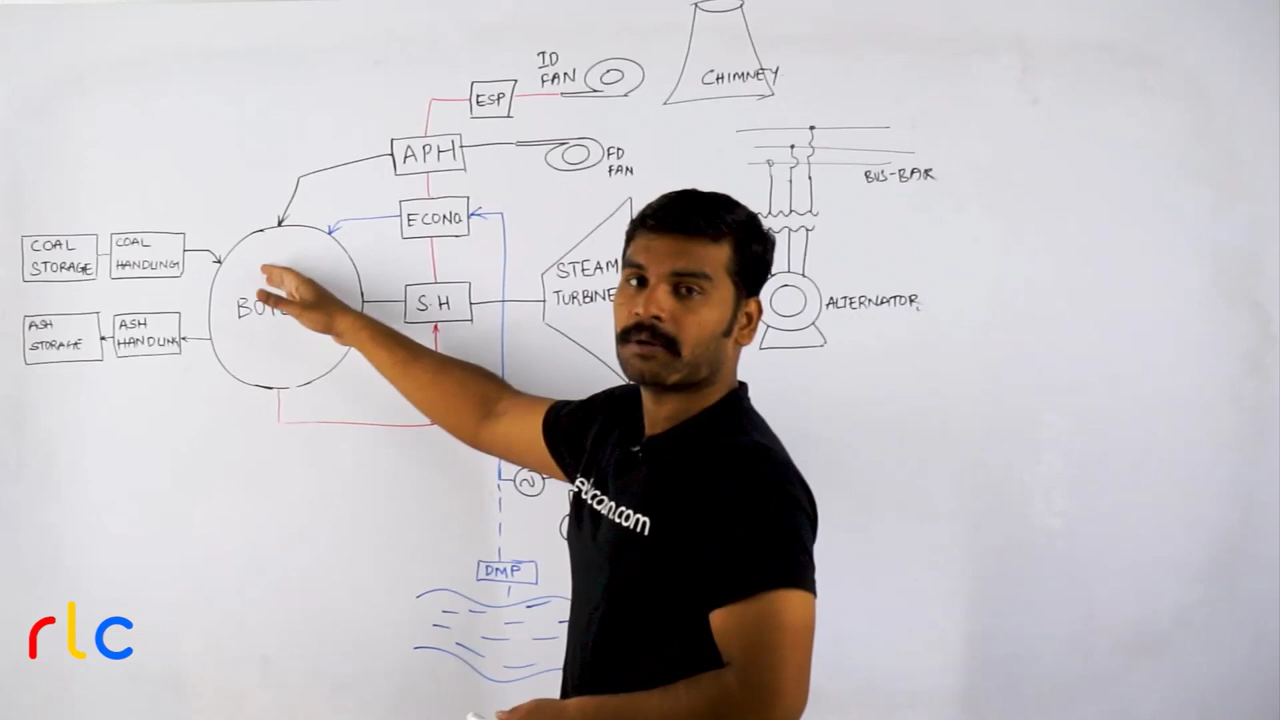 ID
FAN
CHIMNEY
ESP
APH
FD
FAN
BUS-BAR
ECONO
COAL
STORAGE
COAL
HANDLING
STEAM
TURBINE
S.H
ALTERNATOR
ASH
STORAGE
ASH
HANDLING
DMP
rlc